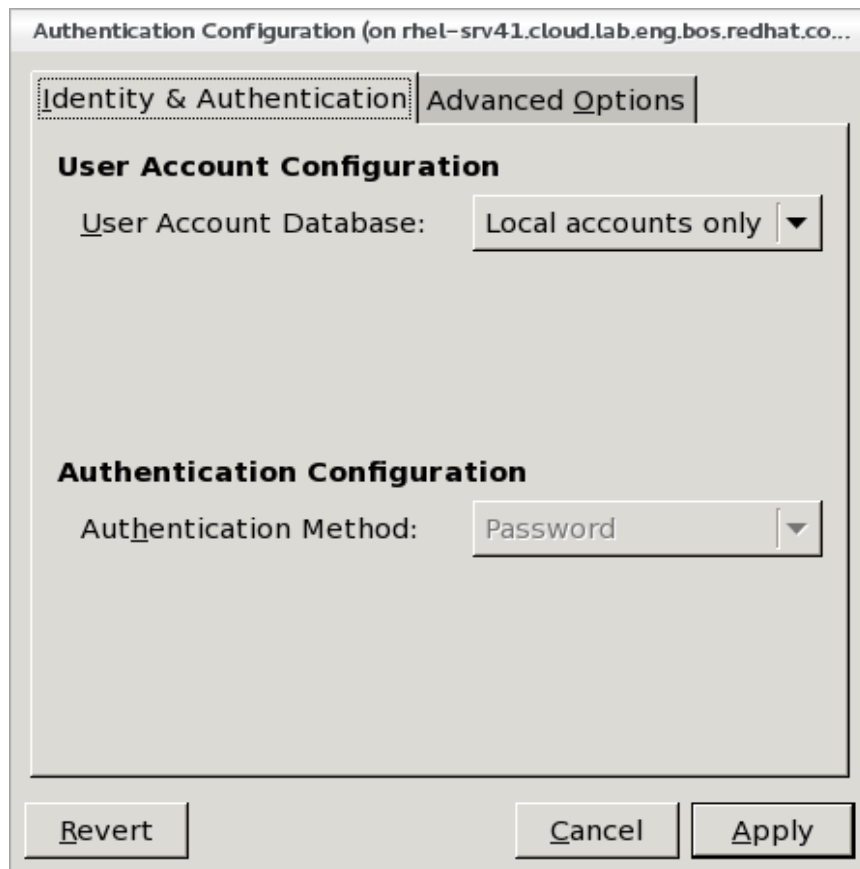 Authentication Configuration (on rhel-srv41.cloud.lab.eng.bos.redhat.co...
Identity & Authentication Advanced Options
User Account Configuration
User Account Database: Local accounts only
Authentication Configuration
Authentication Method: Password
Revert Cancel Apply